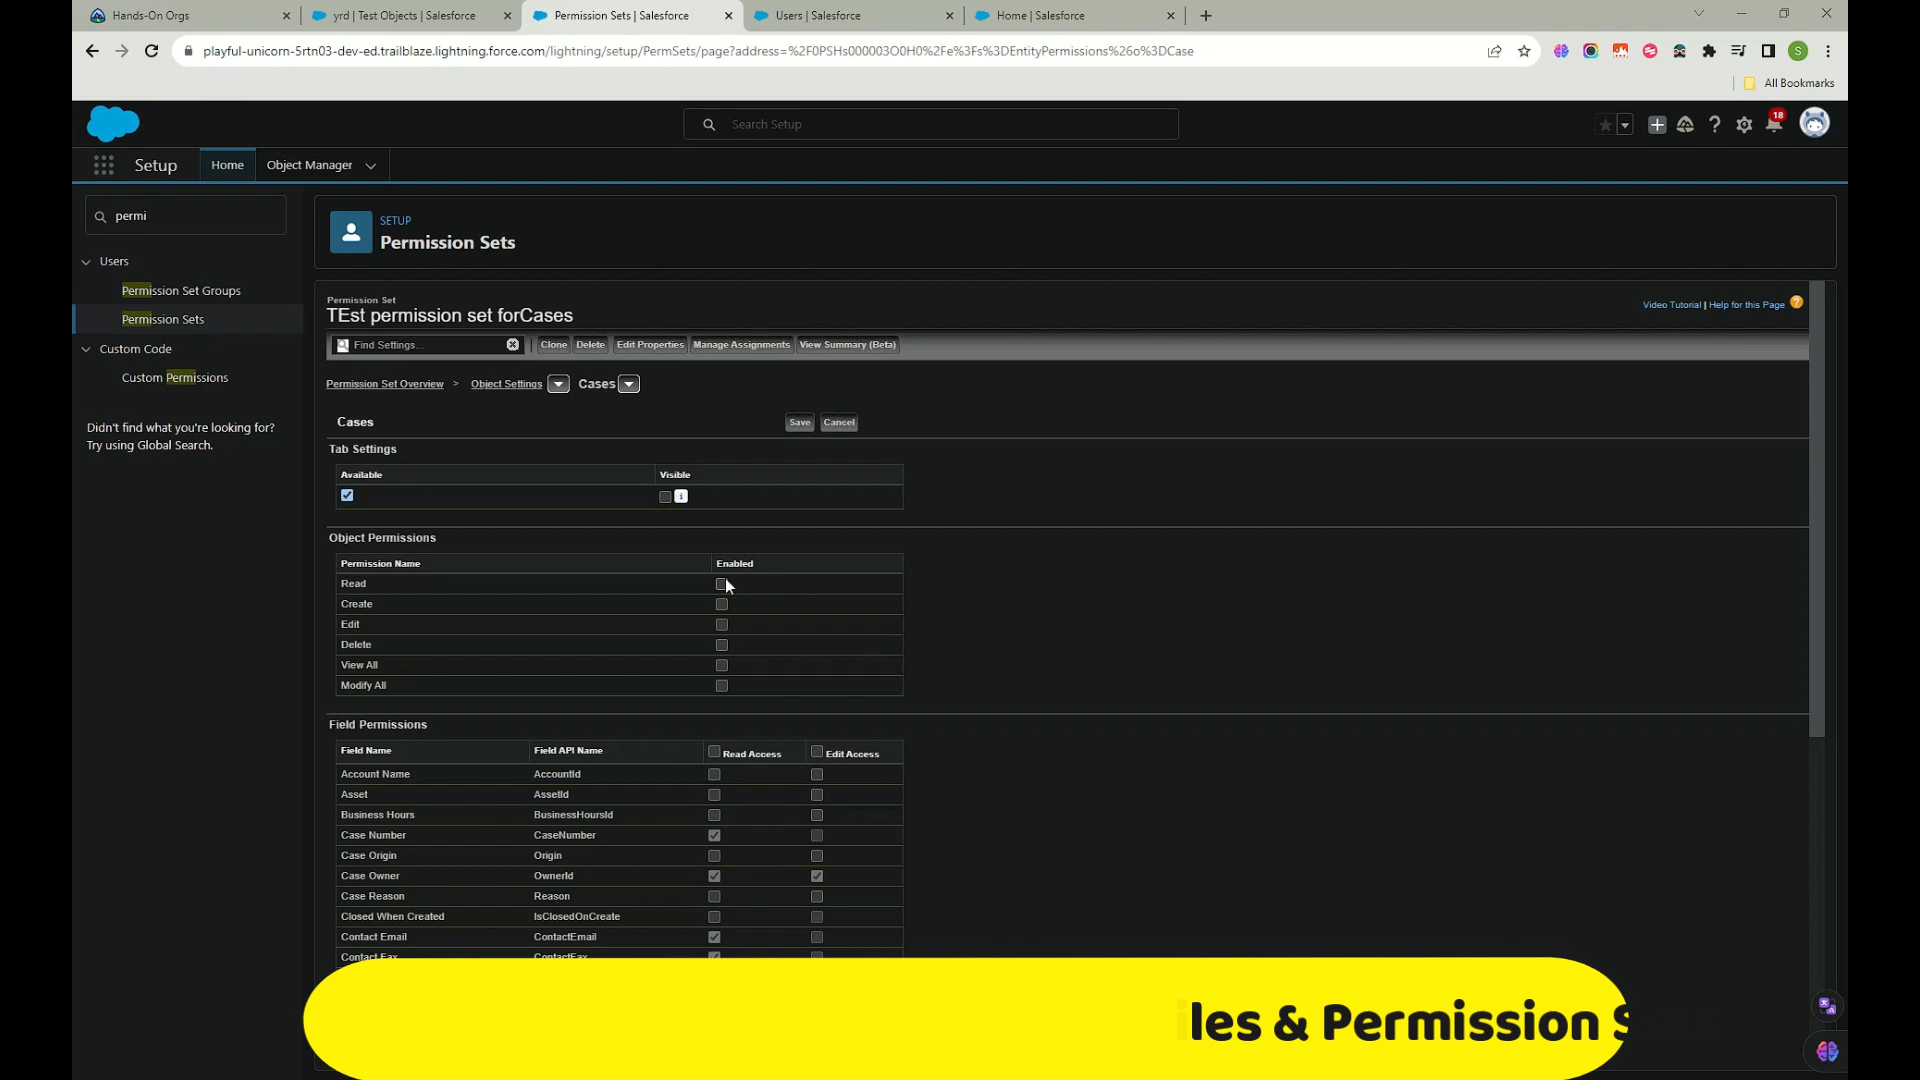 Hands-On Orgs
yrd | Test Objects | Salesforce
Permission Sets | Salesforce
Users | Salesforce
Home | Salesforce
playful-unicorn-5rtn03-dev-ed.trailblaze.lightning.force.com/lightning/setup/PermSets/page?address=%2F0PSHs000003O0H0%2Fe%3Fs%3DEntityPermissions%26o%3DCase
S
All Bookmarks
Search Setup
18
Setup
Home
Object Manager
permi
Users
Permission Set Groups
Permission Sets
Custom Code
Custom Permissions
Didn't find what you're looking for?
Try using Global Search.
SETUP
Permission Sets
Permission Set
TEst permission set forCases
Video Tutorial | Help for this Page
Find Settings...
Clone
Delete
Edit Properties
Manage Assignments
View Summary (Beta)
Permission Set Overview > Object Settings Cases
Cases
Save
Cancel
Tab Settings
Available Visible
Object Permissions
Permission Name Enabled
Read
Create
Edit
Delete
View All
Modify All
Field Permissions
Field Name Field API Name Read Access Edit Access
Account Name AccountId
Asset AssetId
Business Hours BusinessHoursId
Case Number CaseNumber
Case Origin Origin
Case Owner OwnerId
Case Reason Reason
Closed When Created IsClosedOnCreate
Contact Email ContactEmail
Contact Fax ContactFax
iles & Permission S